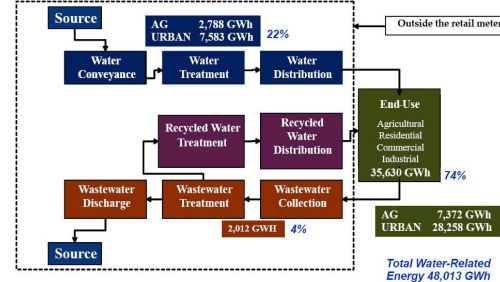 Source
AG 2,788 GWh
URBAN 7,583 GWh
22%
Outside the retail meter
Water
Conveyance
Water
Treatment
Water
Distribution
End-Use
Agricultural
Residential
Commercial
Industrial
35,630 GWh
74%
Recycled Water
Treatment
Recycled
Water
Distribution
Wastewater
Discharge
Wastewater
Treatment
Wastewater
Collection
2,012 GWH
4%
AG 7,372 GWh
URBAN 28,258 GWh
Source
Total Water-Related
Energy 48,013 GWh